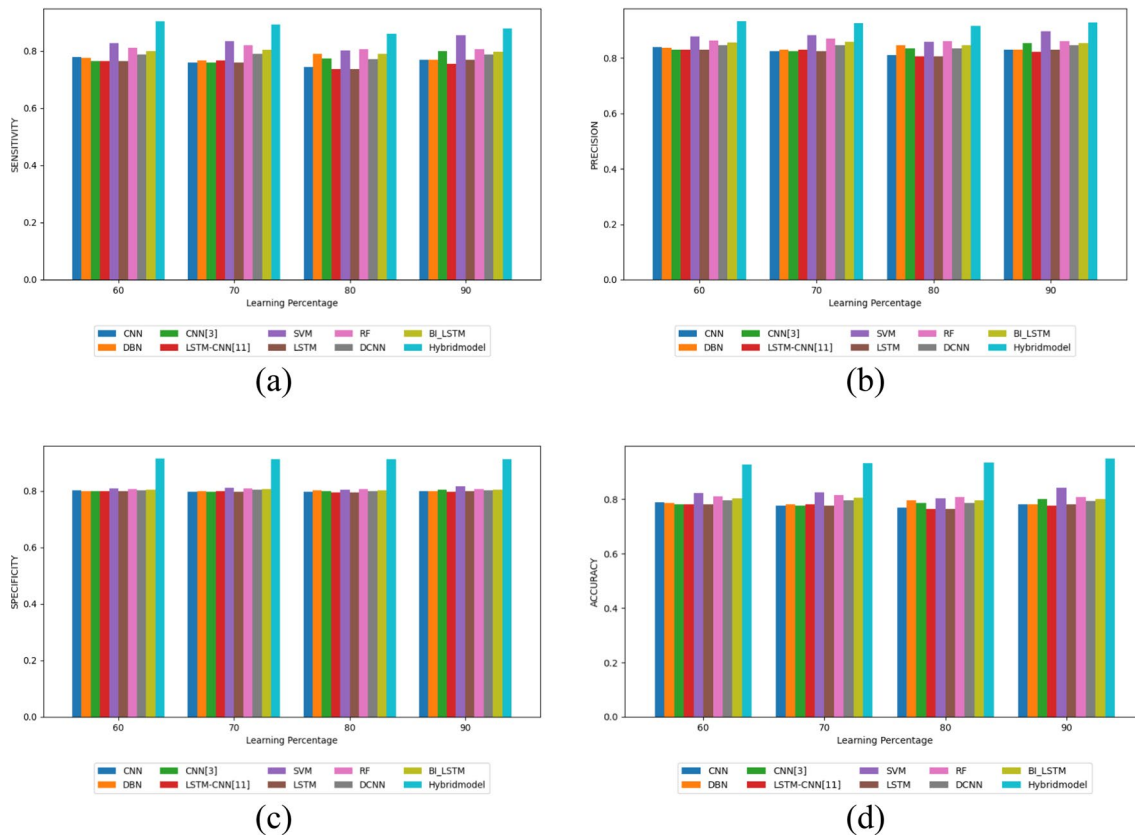 SENSITIVITY
0.8
0.6
0.4
0.2
0.0
60 70 80 90
Learning Percentage
CNN CNN[3] SVM RF BI_LSTM
DBN LSTM-CNN[11] LSTM DCNN Hybridmodel
(a)
PRECISION
0.8
0.6
0.4
0.2
0.0
60 70 80 90
Learning Percentage
CNN CNN[3] SVM RF BI_LSTM
DBN LSTM-CNN[11] LSTM DCNN Hybridmodel
(b)
SPECIFICITY
0.8
0.6
0.4
0.2
0.0
60 70 80 90
Learning Percentage
CNN CNN[3] SVM RF BI_LSTM
DBN LSTM-CNN[11] LSTM DCNN Hybridmodel
(c)
ACCURACY
0.8
0.6
0.4
0.2
0.0
60 70 80 90
Learning Percentage
CNN CNN[3] SVM RF BI_LSTM
DBN LSTM-CNN[11] LSTM DCNN Hybridmodel
(d)